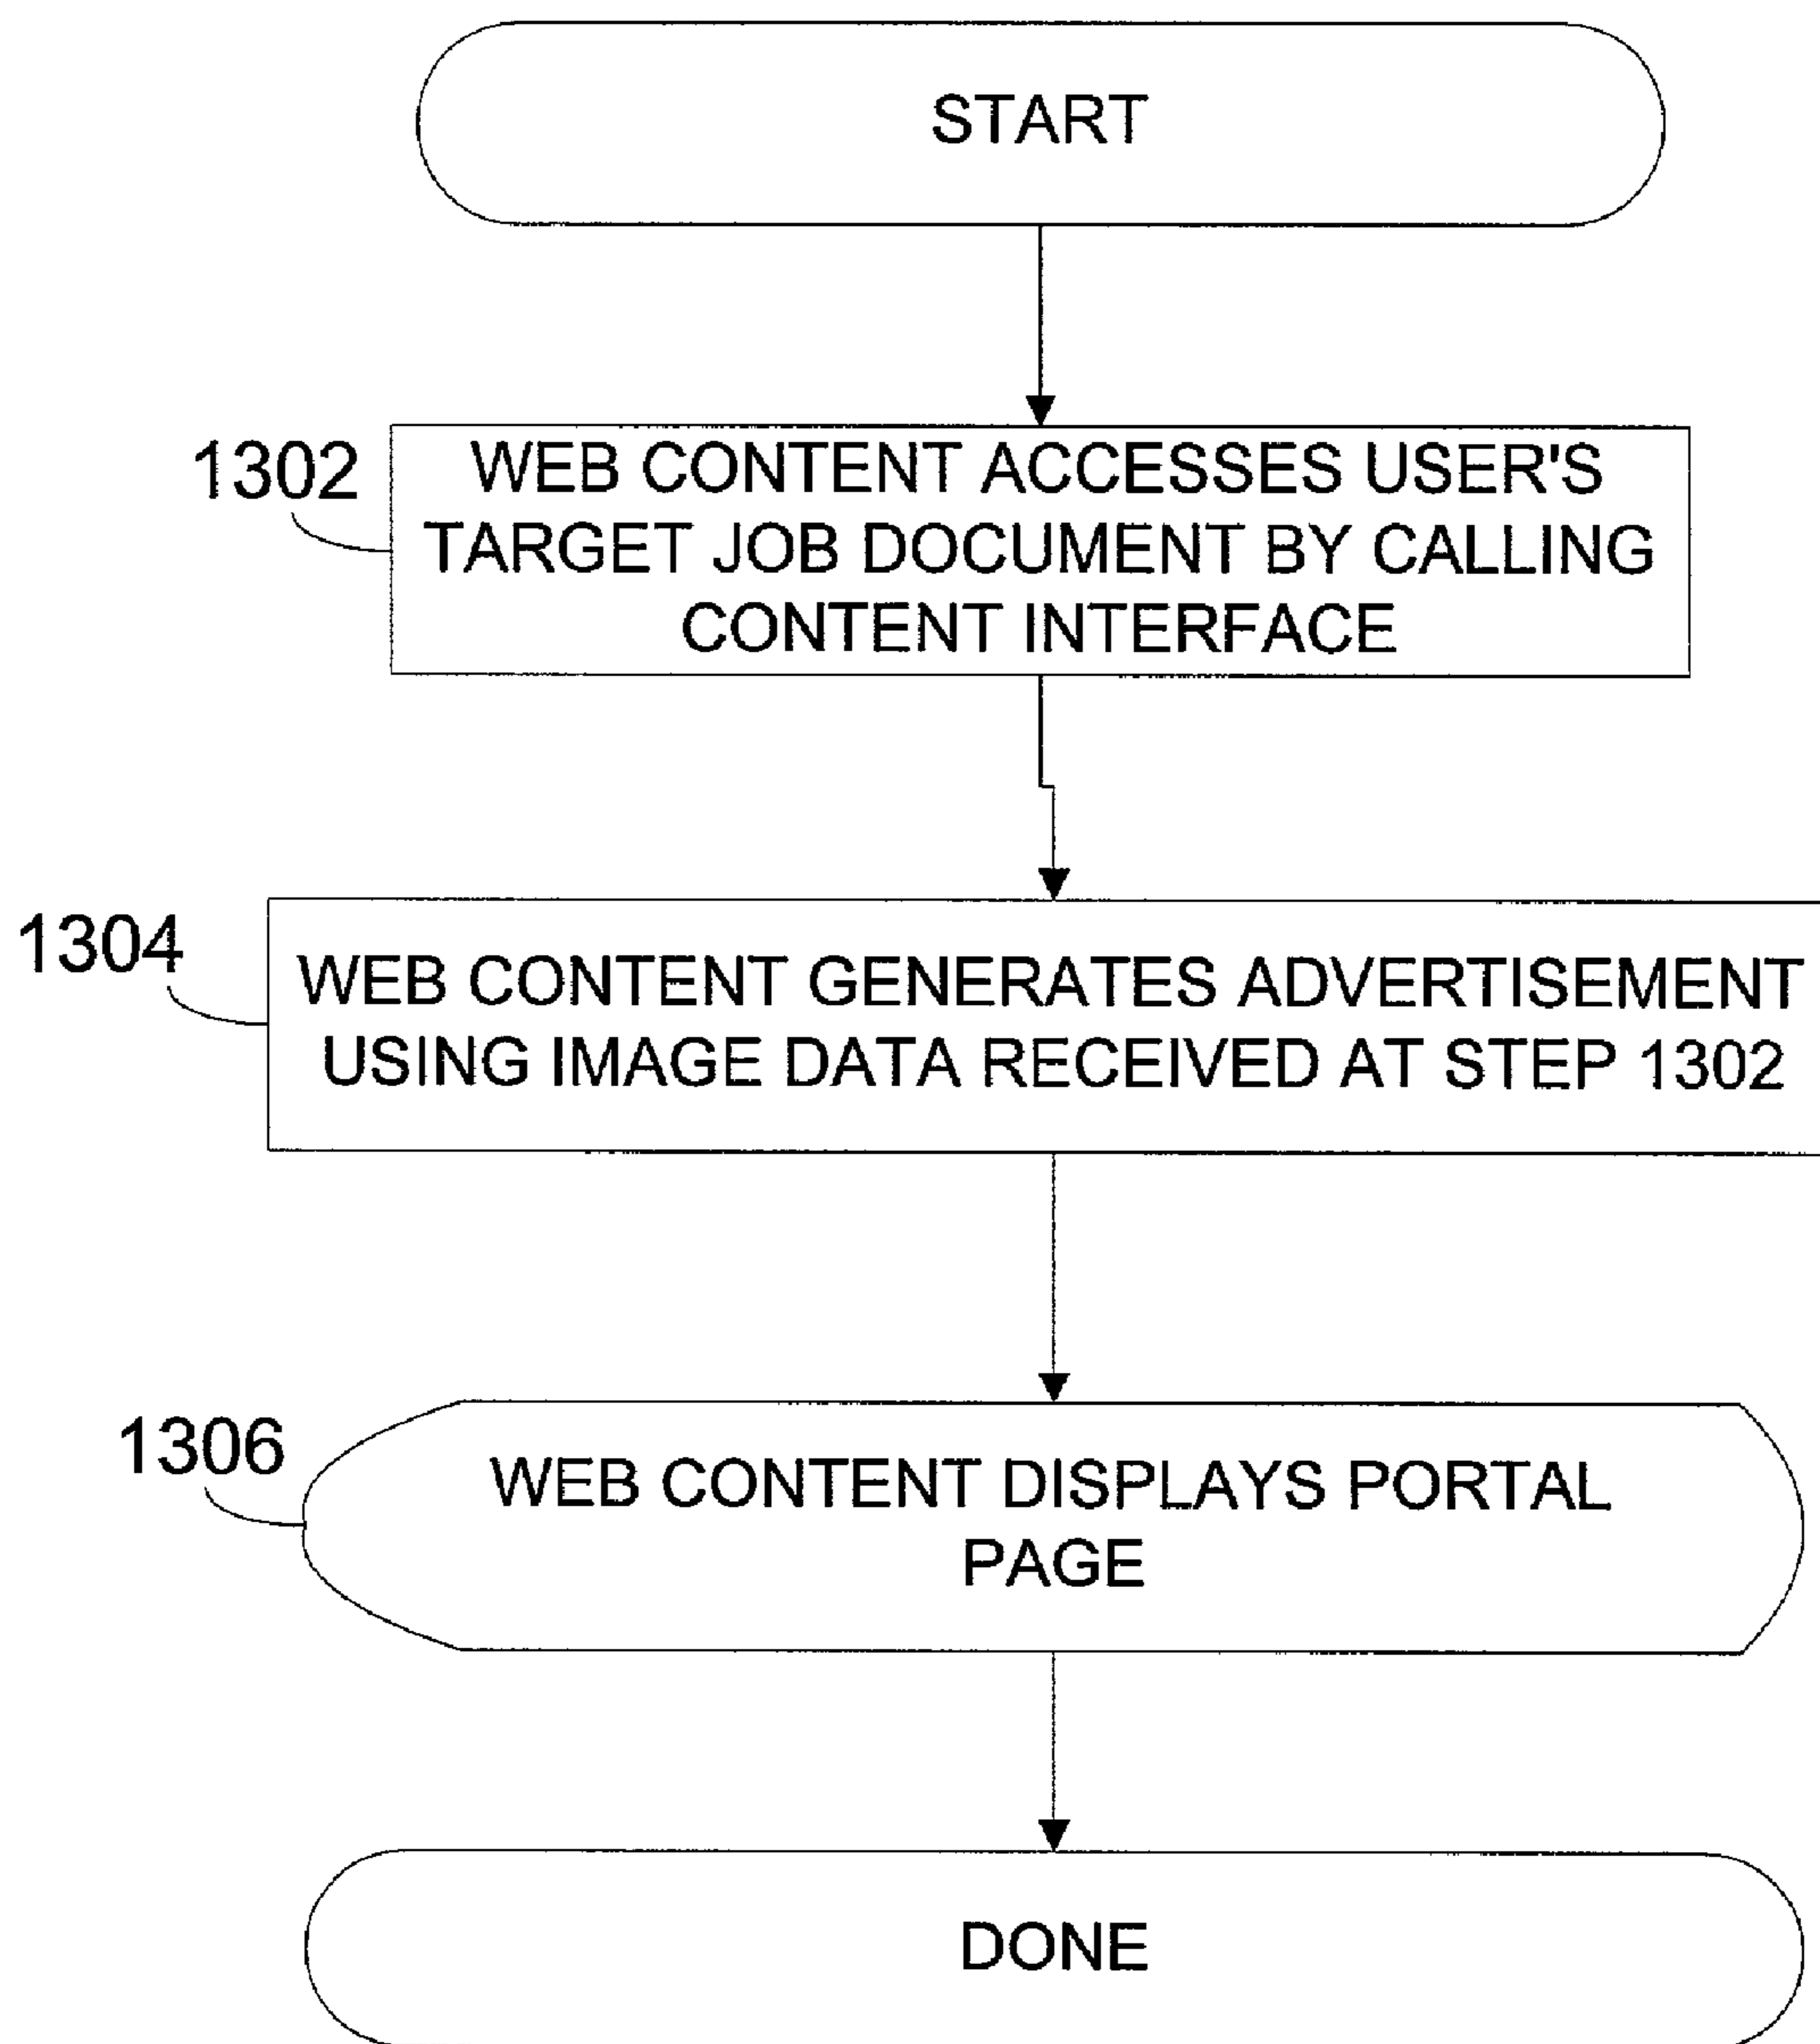 START
1302
WEB CONTENT ACCESSES USER'S
TARGET JOB DOCUMENT BY CALLING
CONTENT INTERFACE
1304
WEB CONTENT GENERATES ADVERTISEMENT
USING IMAGE DATA RECEIVED AT STEP 1302
1306
WEB CONTENT DISPLAYS PORTAL
PAGE
DONE